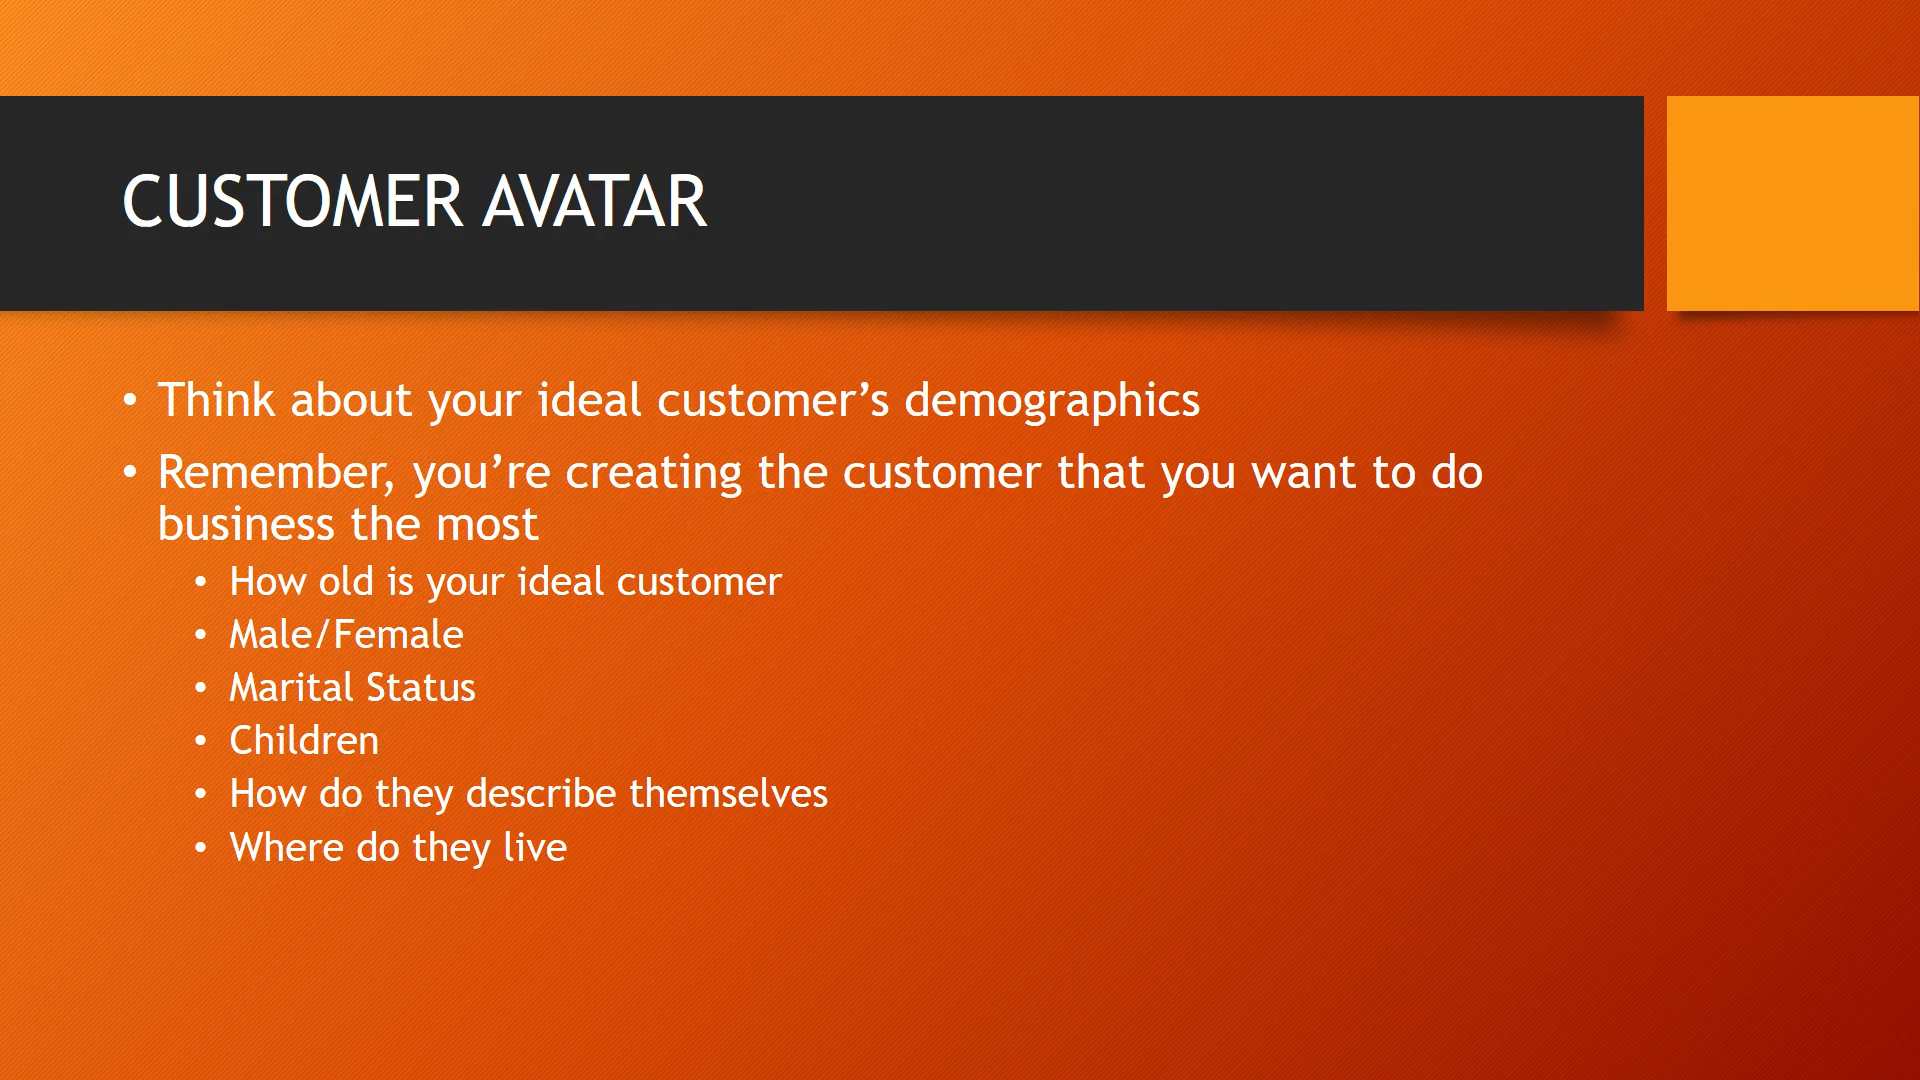 CUSTOMER AVATAR
• Think about your ideal customer’s demographics
• Remember, you’re creating the customer that you want to do
business the most
• How old is your ideal customer
• Male/Female
• Marital Status
• Children
• How do they describe themselves
• Where do they live